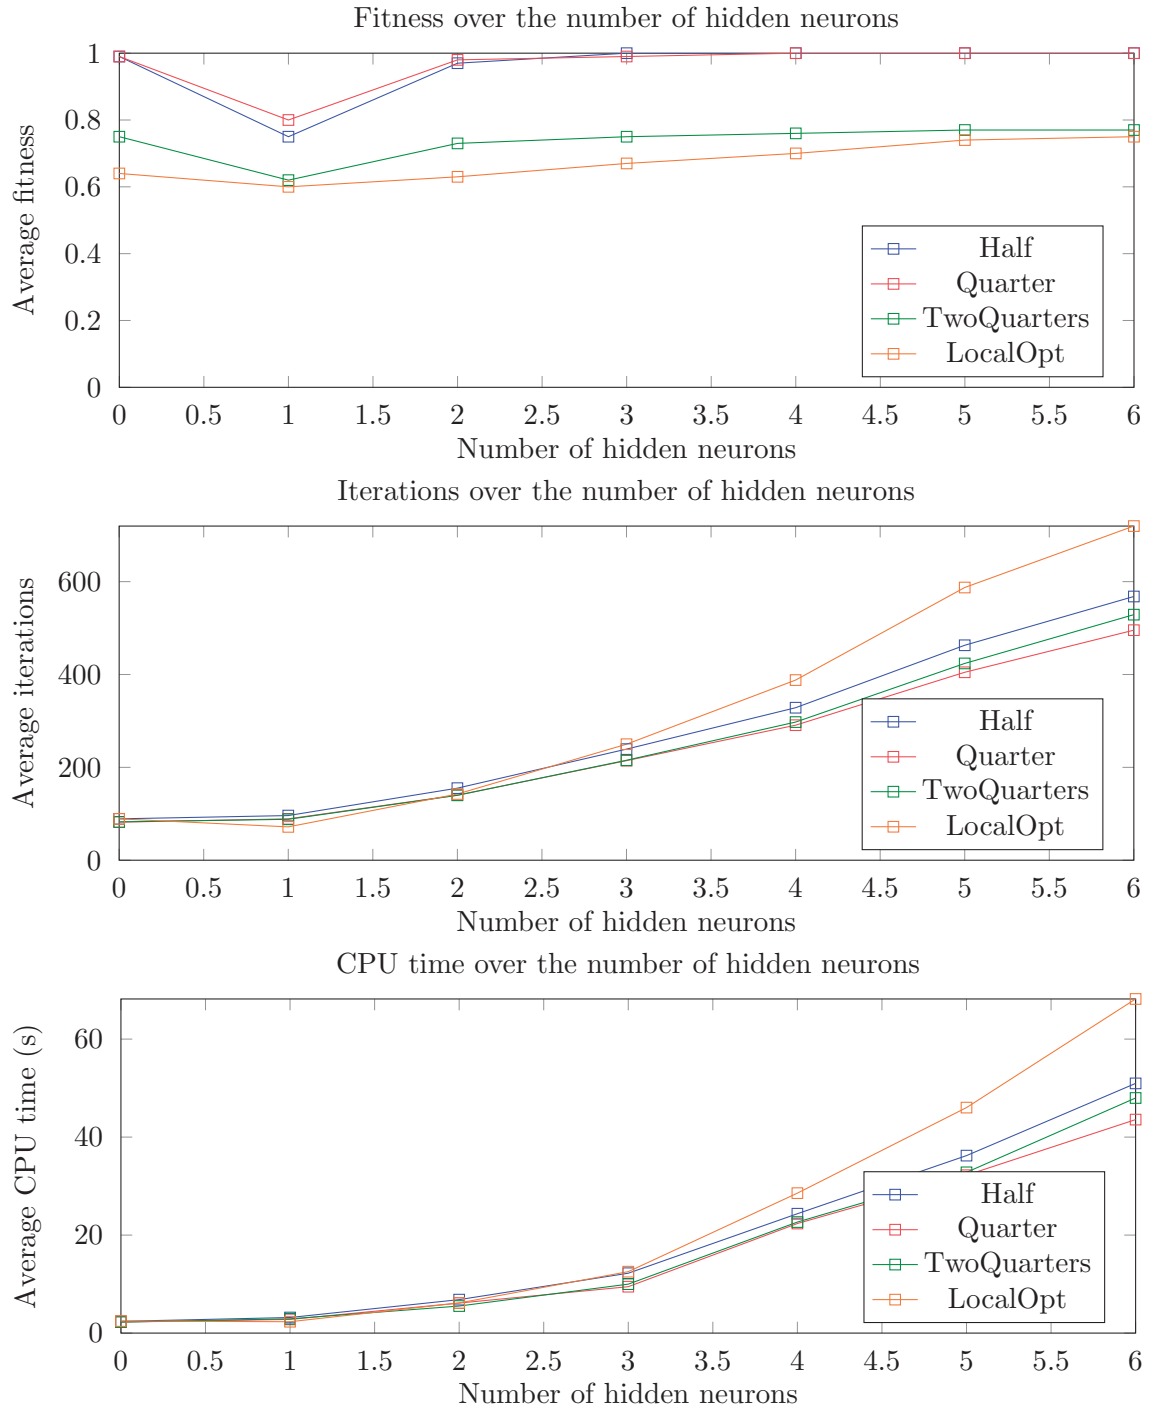 Fitness over the number of hidden neurons
1
0.8
0.6
0.4
0.2
0
Average fitness
Half
Quarter
TwoQuarters
LocalOpt
0 0.5 1 1.5 2 2.5 3 3.5 4 4.5 5 5.5 6
Number of hidden neurons
Iterations over the number of hidden neurons
600
400
200
0
Average iterations
Half
Quarter
TwoQuarters
LocalOpt
0 0.5 1 1.5 2 2.5 3 3.5 4 4.5 5 5.5 6
Number of hidden neurons
CPU time over the number of hidden neurons
60
40
20
0
Average CPU time (s)
Half
Quarter
TwoQuarters
LocalOpt
0 0.5 1 1.5 2 2.5 3 3.5 4 4.5 5 5.5 6
Number of hidden neurons